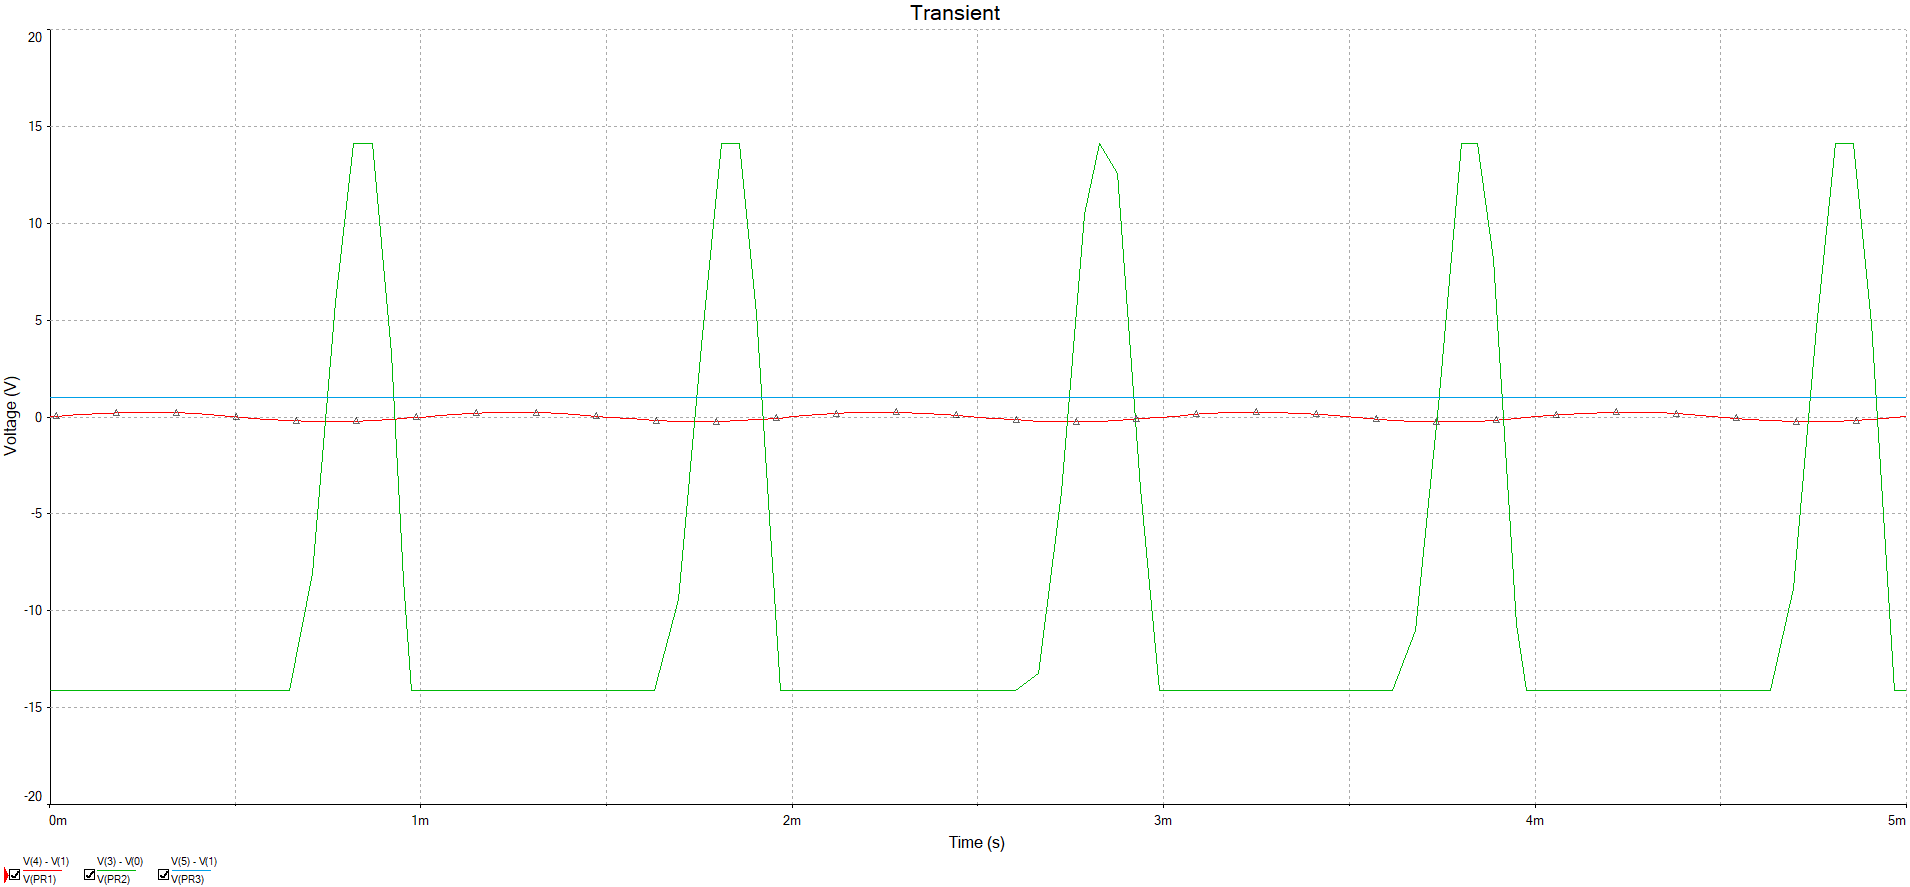 Transient
20
15
10
5
0
-5
-10
-15
-20
Voltage (V)
0m 1m 2m 3m 4m 5m
Time (s)
V(4) - V(1) V(3) - V(0) V(5) - V(1)
V(PR1) V(PR2) V(PR3)